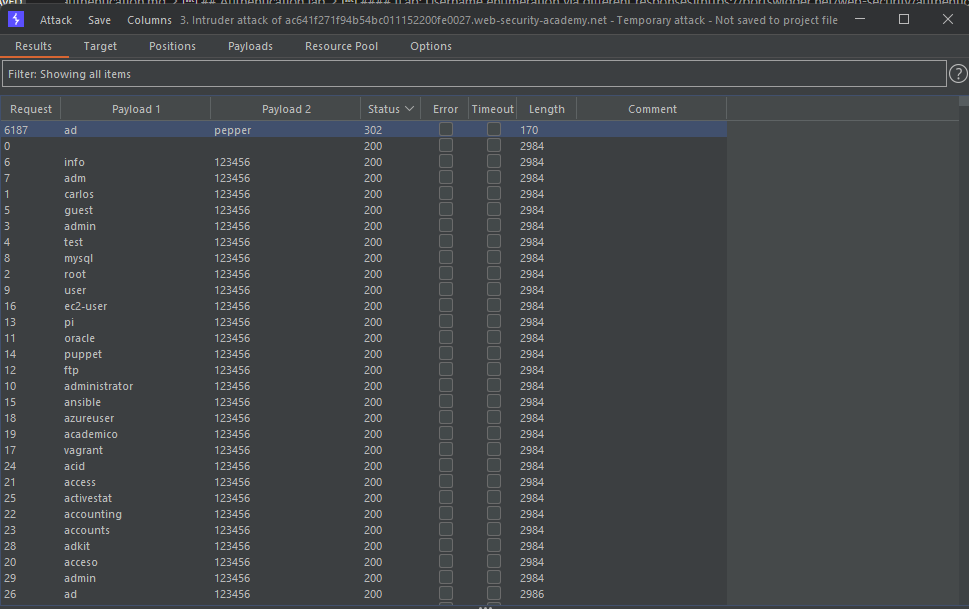 Attack Save Columns 3. Intruder attack of ac641f271f94b54bc011152200fe0027.web-security-academy.net - Temporary attack - Not saved to project file
Results Target Positions Payloads Resource Pool Options
Filter: Showing all items ?
Request Payload 1 Payload 2 Status Error Timeout Length Comment
6187 ad pepper 302 170
0 200 2984
6 info 123456 200 2984
7 adm 123456 200 2984
1 carlos 123456 200 2984
5 guest 123456 200 2984
3 admin 123456 200 2984
4 test 123456 200 2984
8 mysql 123456 200 2984
2 root 123456 200 2984
9 user 123456 200 2984
16 ec2-user 123456 200 2984
13 pi 123456 200 2984
11 oracle 123456 200 2984
14 puppet 123456 200 2984
12 ftp 123456 200 2984
10 administrator 123456 200 2984
15 ansible 123456 200 2984
18 azureuser 123456 200 2984
19 academico 123456 200 2984
17 vagrant 123456 200 2984
24 acid 123456 200 2984
21 access 123456 200 2984
25 activestat 123456 200 2984
22 accounting 123456 200 2984
23 accounts 123456 200 2984
28 adkit 123456 200 2984
20 acceso 123456 200 2984
29 admin 123456 200 2984
26 ad 123456 200 2986